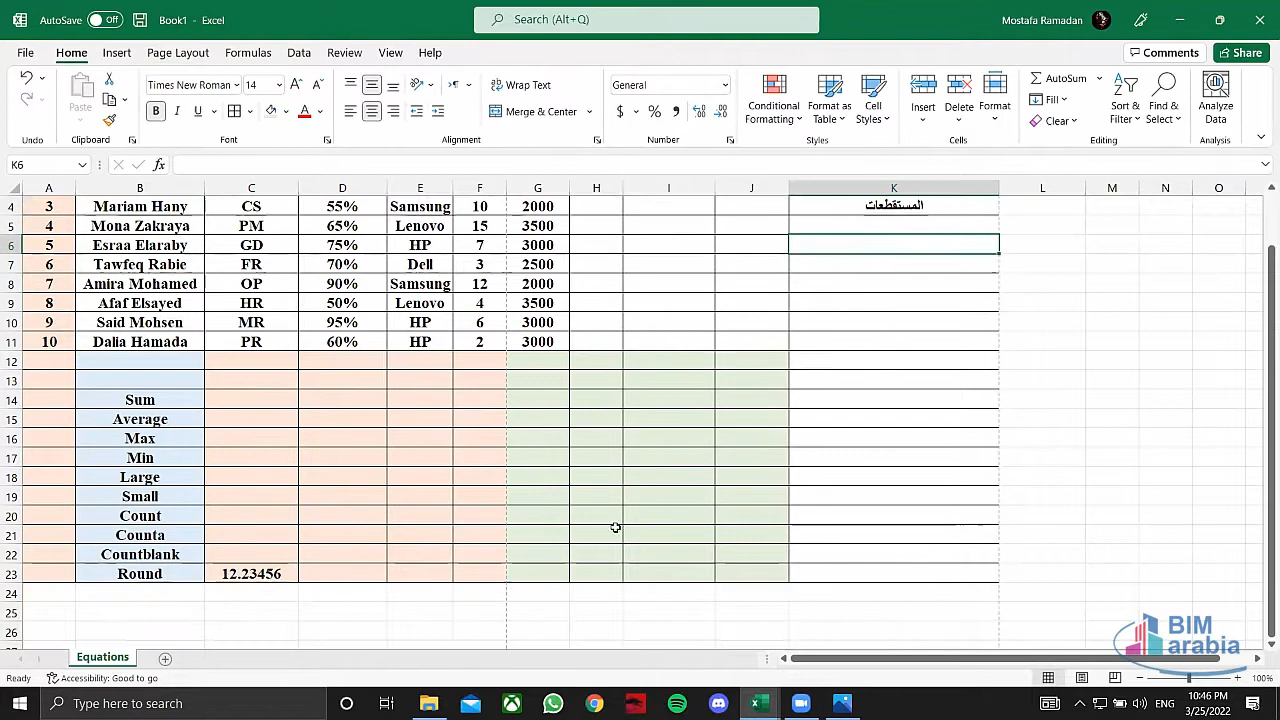 AutoSave Off Book1 - Excel Search (Alt+Q) Mostafa Ramadan
File Home Insert Page Layout Formulas Data Review View Help Comments Share
Times New Roman 14 Wrap Text General AutoSum
Paste B I U Merge & Center $ % Conditional Formatting Format as Table Cell Styles Insert Delete Format Fill Clear Sort & Filter Find & Select Analyze Data
Undo Clipboard Font Alignment Number Styles Cells Editing Analysis
K6 fx
A B C D E F G H I J K L M N O
4 3 Mariam Hany CS 55% Samsung 10 2000 المستقطعات
5 4 Mona Zakraya PM 65% Lenovo 15 3500
6 5 Esraa Elaraby GD 75% HP 7 3000
7 6 Tawfeq Rabie FR 70% Dell 3 2500
8 7 Amira Mohamed OP 90% Samsung 12 2000
9 8 Afaf Elsayed HR 50% Lenovo 4 3500
10 9 Said Mohsen MR 95% HP 6 3000
11 10 Dalia Hamada PR 60% HP 2 3000
12
13
14 Sum
15 Average
16 Max
17 Min
18 Large
19 Small
20 Count
21 Counta
22 Countblank
23 Round 12.23456
24
25
26
BIM
arabia
Equations
Ready Accessibility: Good to go 100%
Type here to search 10:46 PM
3/25/2022